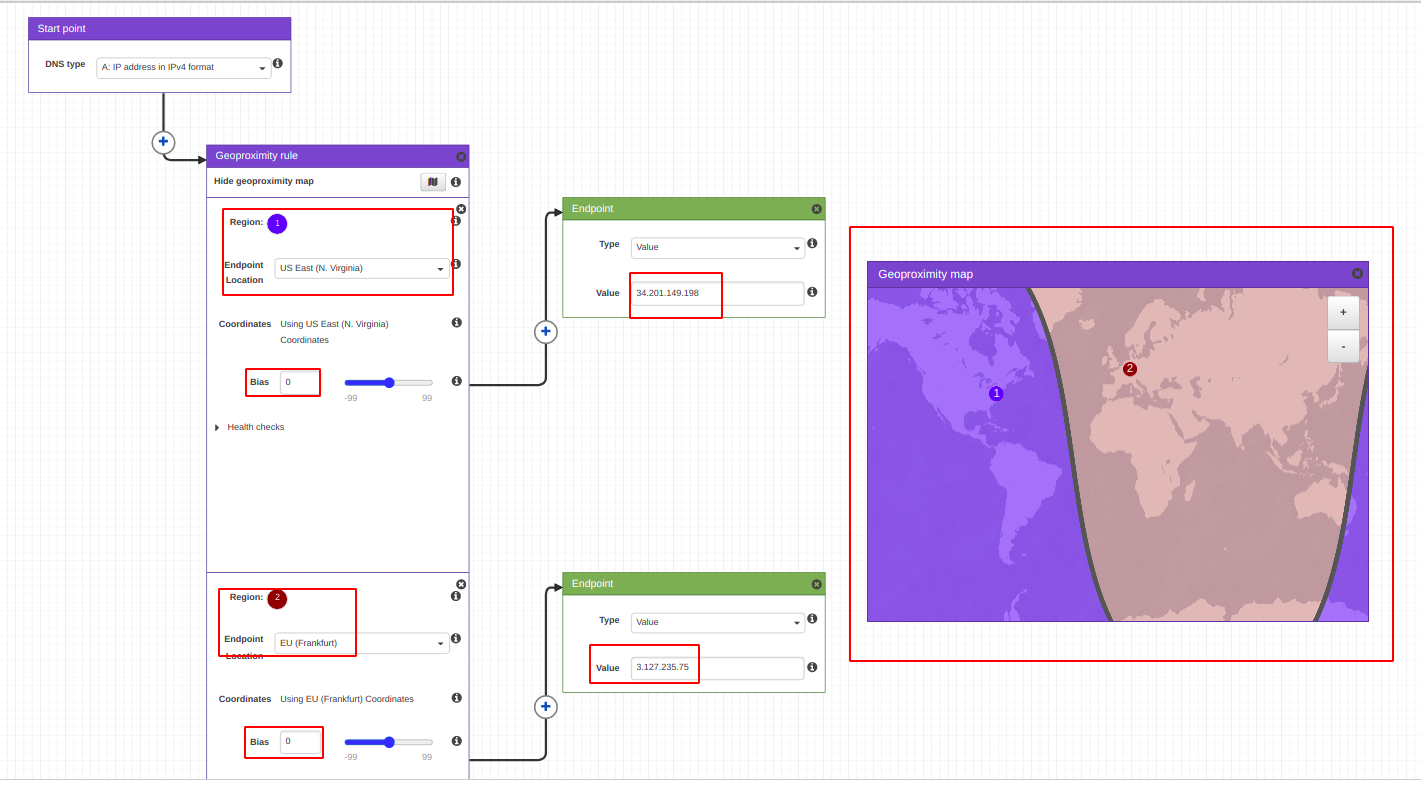 Start point
DNS type
A: IP address in IPv4 format
Geoproximity rule
Hide geoproximity map
Region: 1
Endpoint
Location
US East (N. Virginia)
Coordinates
Using US East (N. Virginia)
Coordinates
Bias
0
-99
99
Health checks
Endpoint
Type
Value
Value
34.201.149.198
Geoproximity map
+
-
1
2
Region: 2
Endpoint
Location
EU (Frankfurt)
Coordinates
Using EU (Frankfurt) Coordinates
Bias
0
-99
99
Endpoint
Type
Value
Value
3.127.235.75